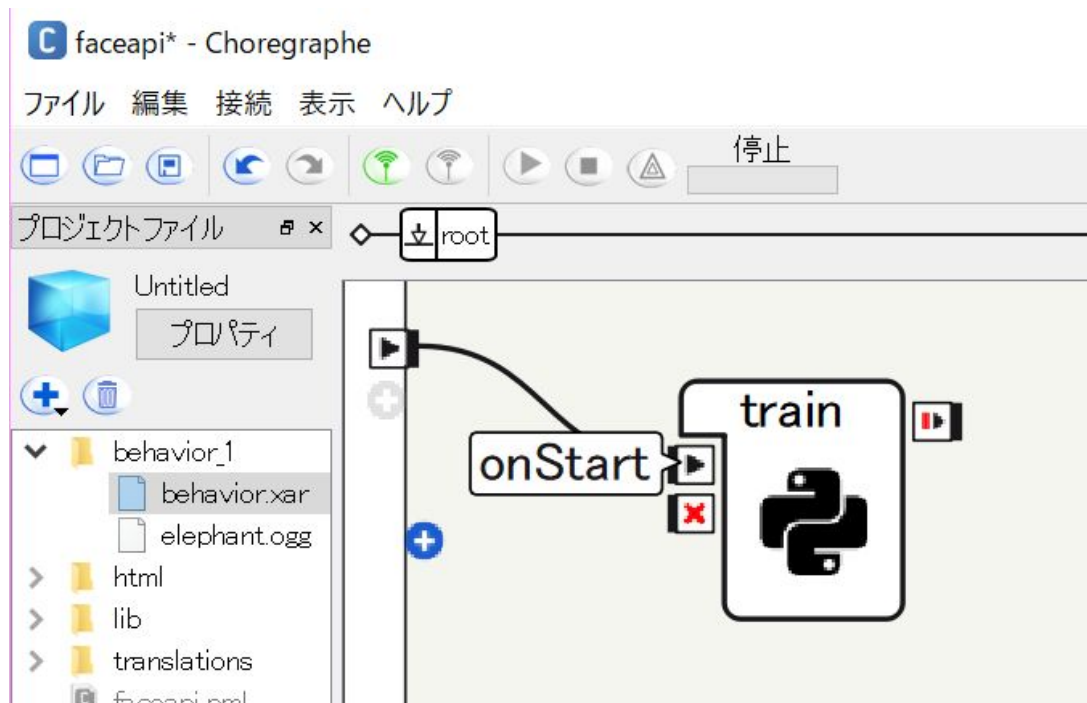 faceapi* - Choregraphe
ファイル 編集 接続 表示 ヘルプ
停止
プロジェクトファイル
root
Untitled
プロパティ
train
onStart
behavior_1
behavior.xar
elephant.ogg
html
lib
translations
faceapi.pml